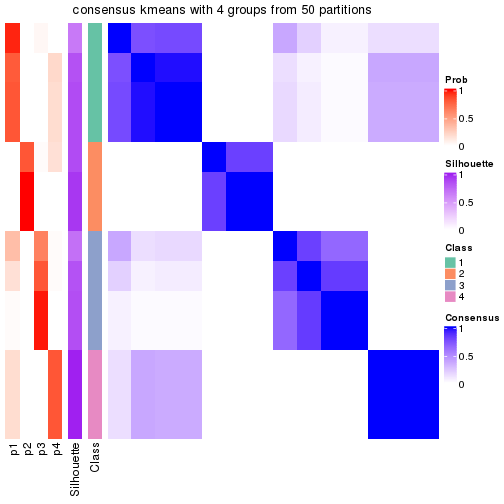 consensus kmeans with 4 groups from 50 partitions
Prob
1
0.5
0
Silhouette
1
0.5
0
Class
1
2
3
4
Consensus
1
0.5
0
p1
p2
p3
p4
Silhouette
Class